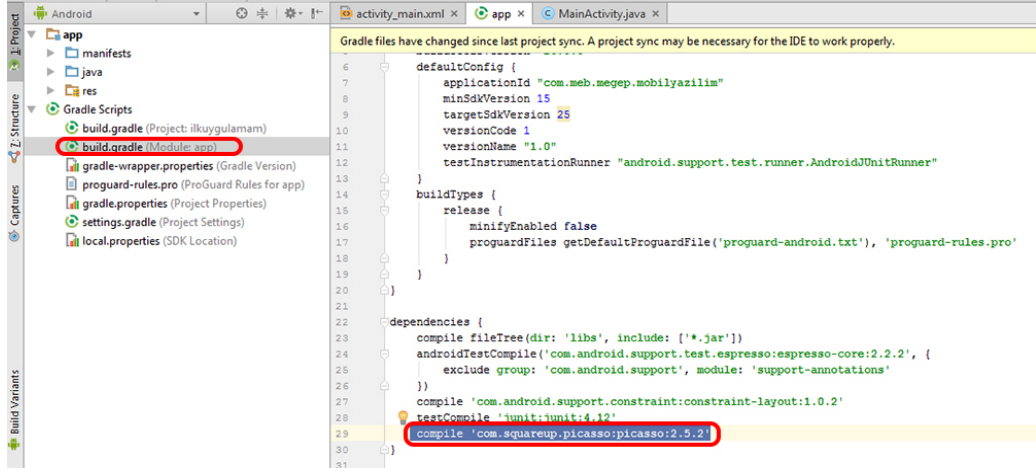 Android
activity_main.xml
app
MainActivity.java
1: Project
Z: Structure
Captures
Build Variants
app
manifests
java
res
Gradle Scripts
build.gradle (Project: ilkuygulamam)
build.gradle (Module: app)
gradle-wrapper.properties (Gradle Version)
proguard-rules.pro (ProGuard Rules for app)
gradle.properties (Project Properties)
settings.gradle (Project Settings)
local.properties (SDK Location)
Gradle files have changed since last project sync. A project sync may be necessary for the IDE to work properly.
6 defaultConfig {
7 applicationId "com.meb.megep.mobilyazilim"
8 minSdkVersion 15
9 targetSdkVersion 25
10 versionCode 1
11 versionName "1.0"
12 testInstrumentationRunner "android.support.test.runner.AndroidJUnitRunner"
13 }
14 buildTypes {
15 release {
16 minifyEnabled false
17 proguardFiles getDefaultProguardFile('proguard-android.txt'), 'proguard-rules.pro'
18 }
19 }
20 }
21
22 dependencies {
23 compile fileTree(dir: 'libs', include: ['*.jar'])
24 androidTestCompile('com.android.support.test.espresso:espresso-core:2.2.2', {
25 exclude group: 'com.android.support', module: 'support-annotations'
26 })
27 compile 'com.android.support.constraint:constraint-layout:1.0.2'
28 testCompile 'junit:junit:4.12'
29 compile 'com.squareup.picasso:picasso:2.5.2'
30 }
31